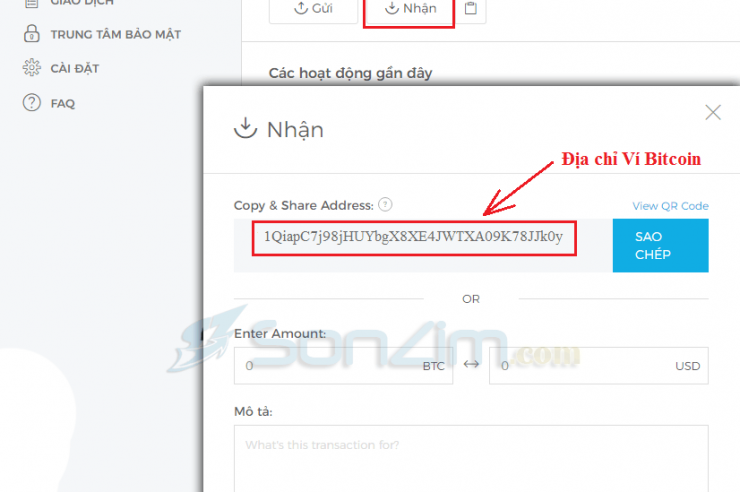 GIAO DỊCH
Gửi
Nhận
TRUNG TÂM BẢO MẬT
CÀI ĐẶT
Các hoạt động gần đây
FAQ
Nhận
Địa chỉ Ví Bitcoin
Copy & Share Address: ?
View QR Code
1QiapC7j98jHUYbgX8XE4JWTXA09K78JJk0y
SAO CHÉP
OR
SonZim.com
Enter Amount:
0 BTC
0 USD
Mô tả:
What's this transaction for?